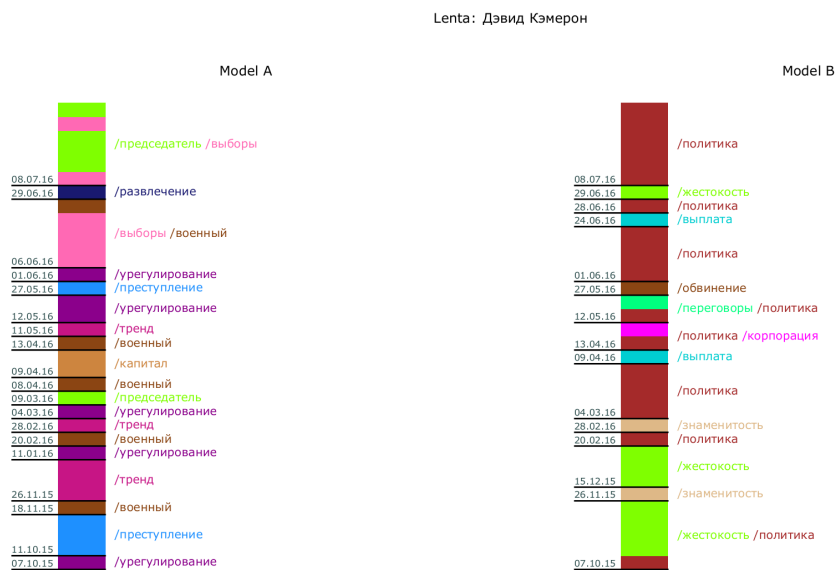 Lenta: Дэвид Кэмерон
Model A
/председатель /выборы
08.07.16
/развлечение
29.06.16
/выборы /военный
06.06.16
/урегулирование
01.06.16
/преступление
27.05.16
/урегулирование
12.05.16
/тренд
11.05.16
/военный
13.04.16
/капитал
09.04.16
/военный
08.04.16
/председатель
09.03.16
/урегулирование
04.03.16
/тренд
28.02.16
/военный
20.02.16
/урегулирование
11.01.16
/тренд
26.11.15
/военный
18.11.15
/преступление
11.10.15
/урегулирование
07.10.15
Model B
/политика
08.07.16
/жестокость
29.06.16
/политика
28.06.16
/выплата
24.06.16
/политика
01.06.16
/обвинение
27.05.16
/переговоры /политика
12.05.16
/политика /корпорация
13.04.16
/выплата
09.04.16
/политика
04.03.16
/знаменитость
28.02.16
/политика
20.02.16
/жестокость
15.12.15
/знаменитость
26.11.15
/жестокость /политика
07.10.15